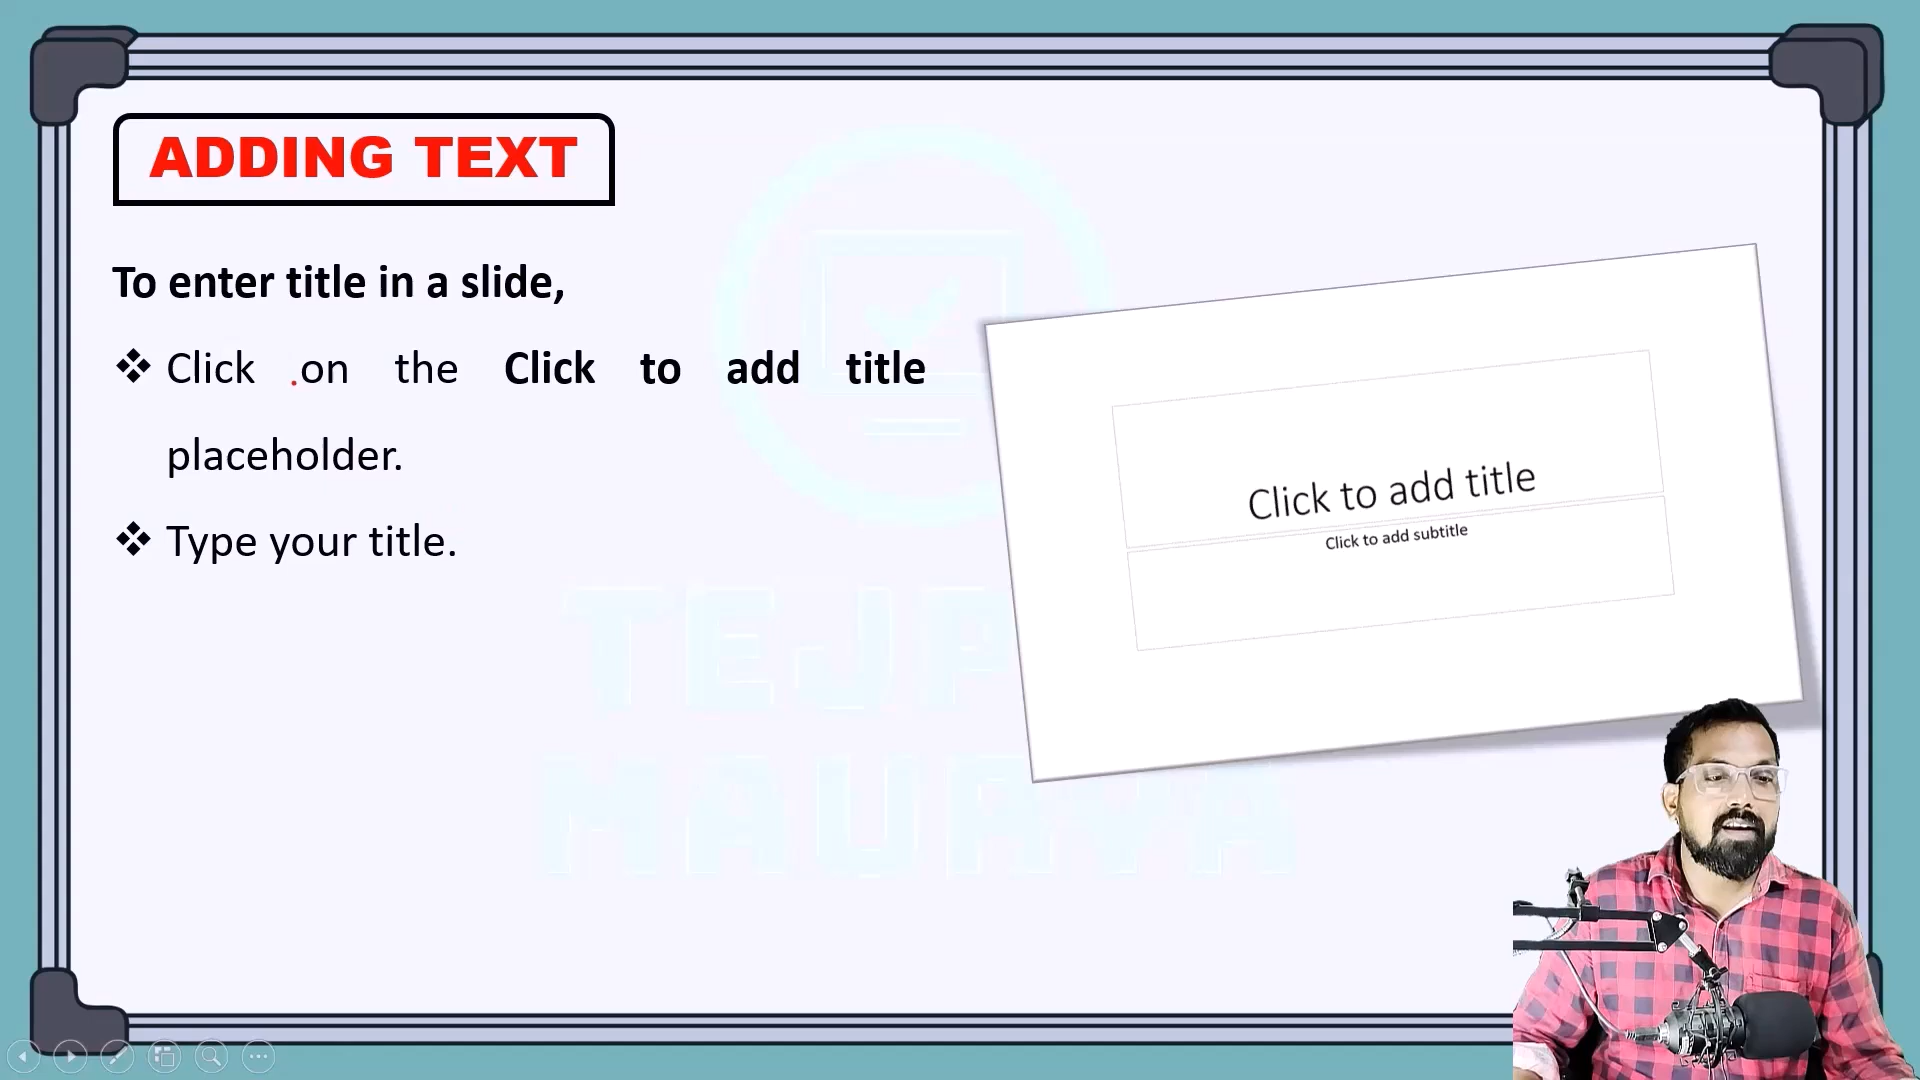 ADDING TEXT
To enter title in a slide,
❖ Click on the Click to add title
placeholder.
❖ Type your title.
Click to add title
Click to add subtitle
MAURYA